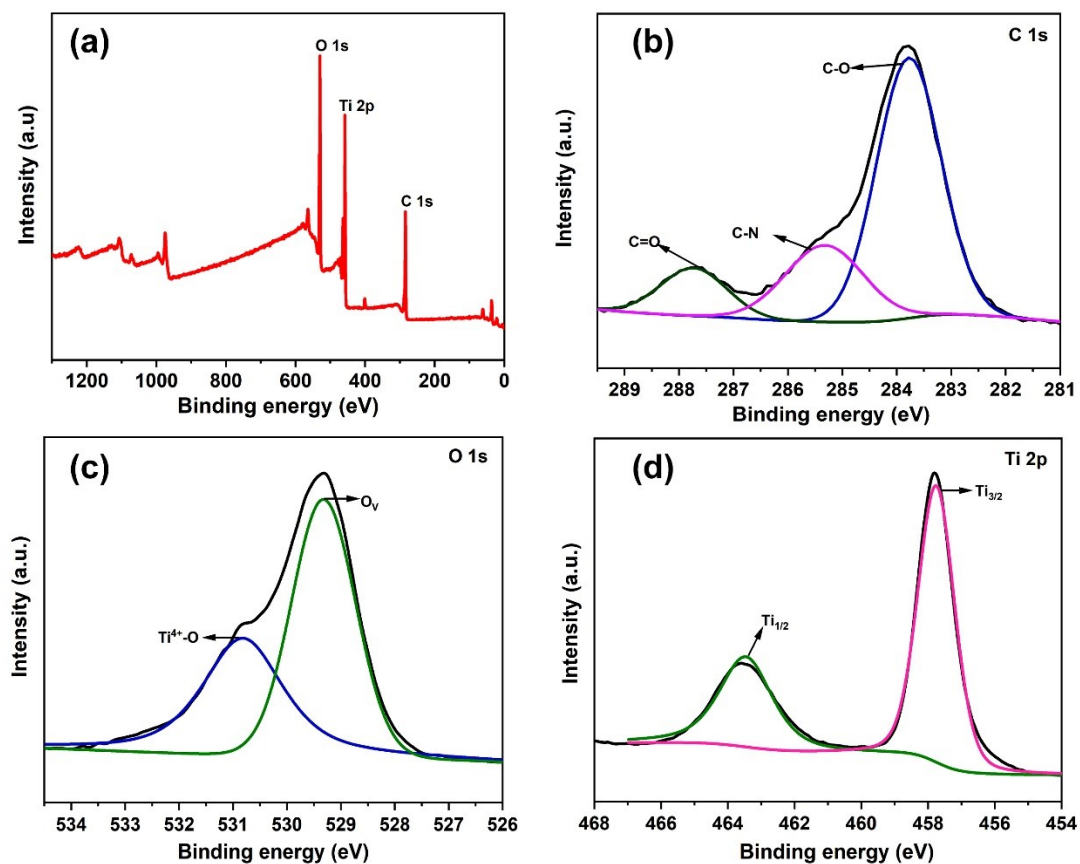 (a)
O 1s
Ti 2p
C 1s
Intensity (a.u)
1200 1000 800 600 400 200 0
Binding energy (eV)
(b)
C 1s
C-O
C-N
C=O
Intensity (a.u.)
289 288 287 286 285 284 283 282 281
Binding energy (eV)
(c)
O 1s
Oᵥ
Ti⁴⁺-O
Intensity (a.u.)
534 533 532 531 530 529 528 527 526
Binding energy (eV)
(d)
Ti 2p
Ti₃/₂
Ti₁/₂
Intensity (a.u.)
468 466 464 462 460 458 456 454
Binding energy (eV)